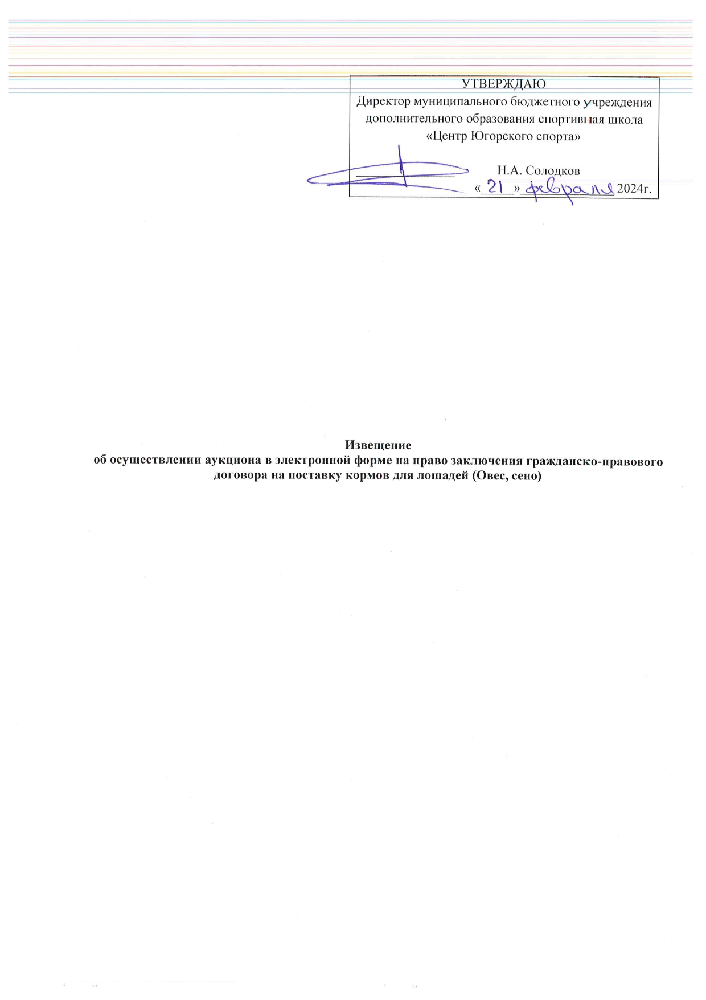 УТВЕРЖДАЮ
Директор муниципального бюджетного учреждения
дополнительного образования спортивная школа
«Центр Югорского спорта»
Н.А. Солодков
«21» февраля 2024г.
Извещение
об осуществлении аукциона в электронной форме на право заключения гражданско-правового
договора на поставку кормов для лошадей (Овес, сено)